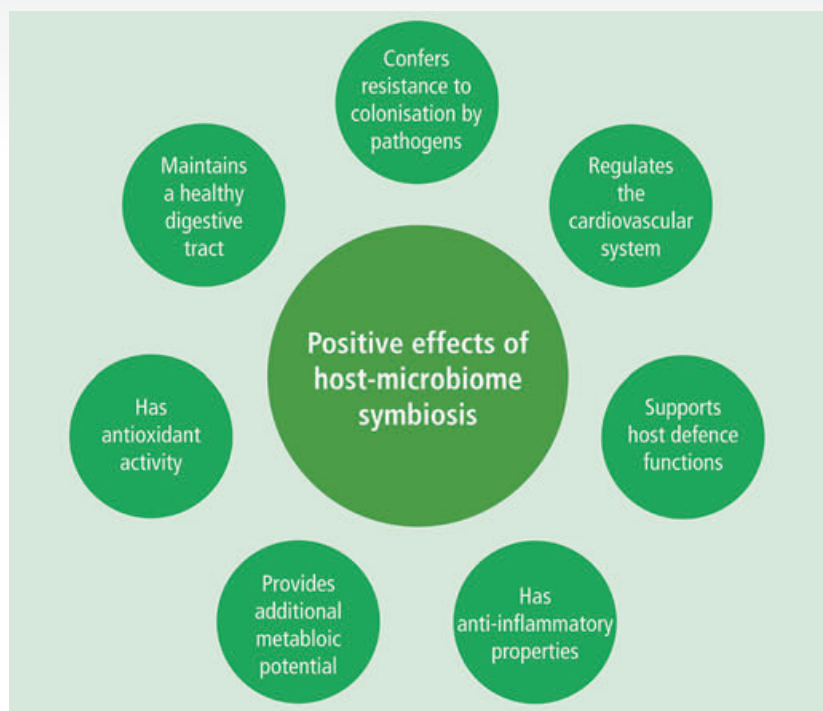 Confers
resistance to
colonisation by
pathogens
Maintains
a healthy
digestive
tract
Regulates
the
cardiovascular
system
Positive effects of
host-microbiome
symbiosis
Has
antioxidant
activity
Supports
host defence
functions
Provides
additional
metabloic
potential
Has
anti-inflammatory
properties